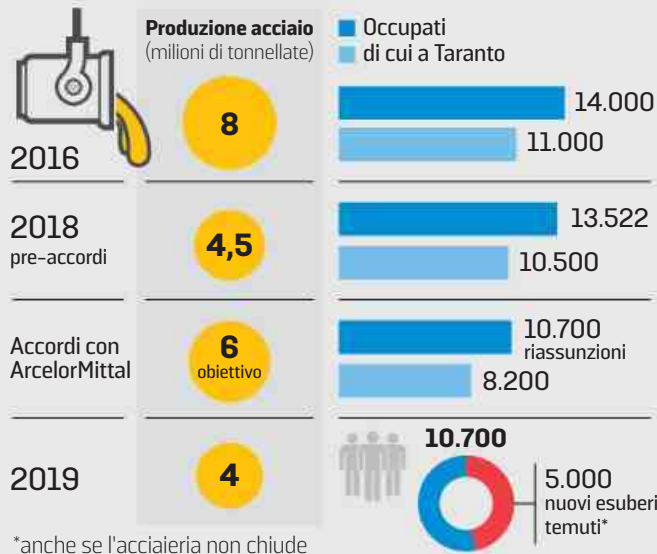 Produzione acciaio
(milioni di tonnellate)
Occupati
di cui a Taranto
2016
8
14.000
11.000
2018
pre-accordi
4,5
13.522
10.500
Accordi con
ArcelorMittal
6
obiettivo
10.700
riassunzioni
8.200
2019
4
10.700
5.000
nuovi esuberi
temuti*
*anche se l'acciaieria non chiude